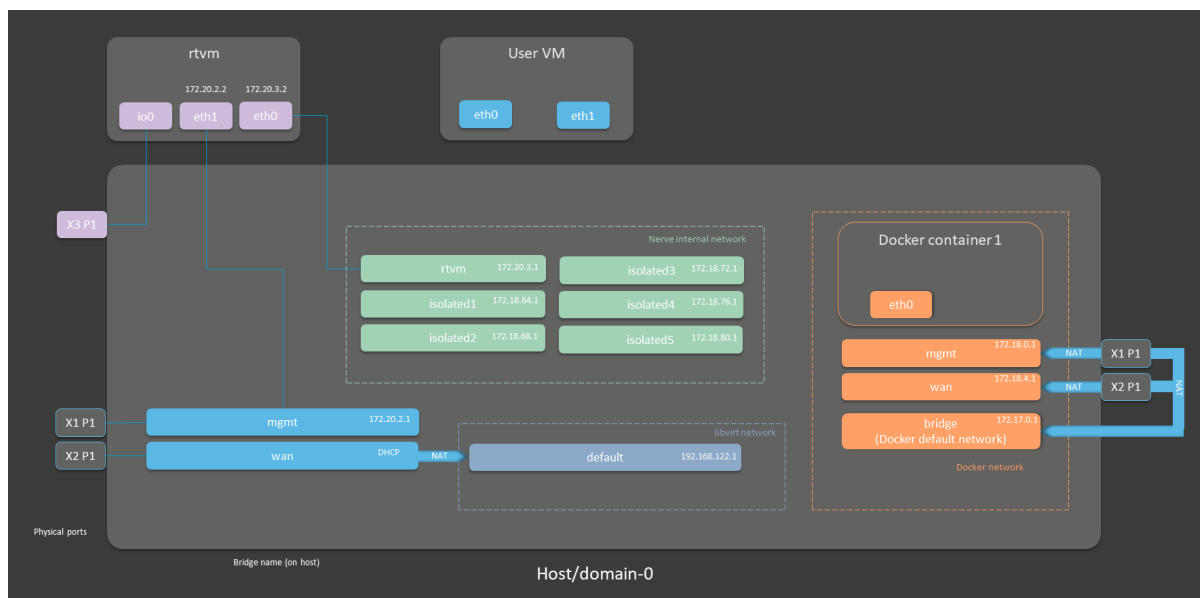 rtvm
User VM
172.20.2.2
172.20.3.2
io0
eth1
eth0
eth0
eth1
X3 P1
Nerve internal network
rtvm
172.20.3.1
isolated3
172.18.72.1
isolated1
172.18.64.1
isolated4
172.18.76.1
isolated2
172.18.68.1
isolated5
172.18.80.1
Docker container 1
eth0
mgmt
172.18.0.1
NAT
X1 P1
wan
172.18.4.1
NAT
X2 P1
NAT
bridge
(Docker default network)
172.17.0.1
Docker network
X1 P1
mgmt
172.20.2.1
X2 P1
wan
DHCP
NAT
libvirt network
default
192.168.122.1
Physical ports
Bridge name (on host)
Host/domain-0